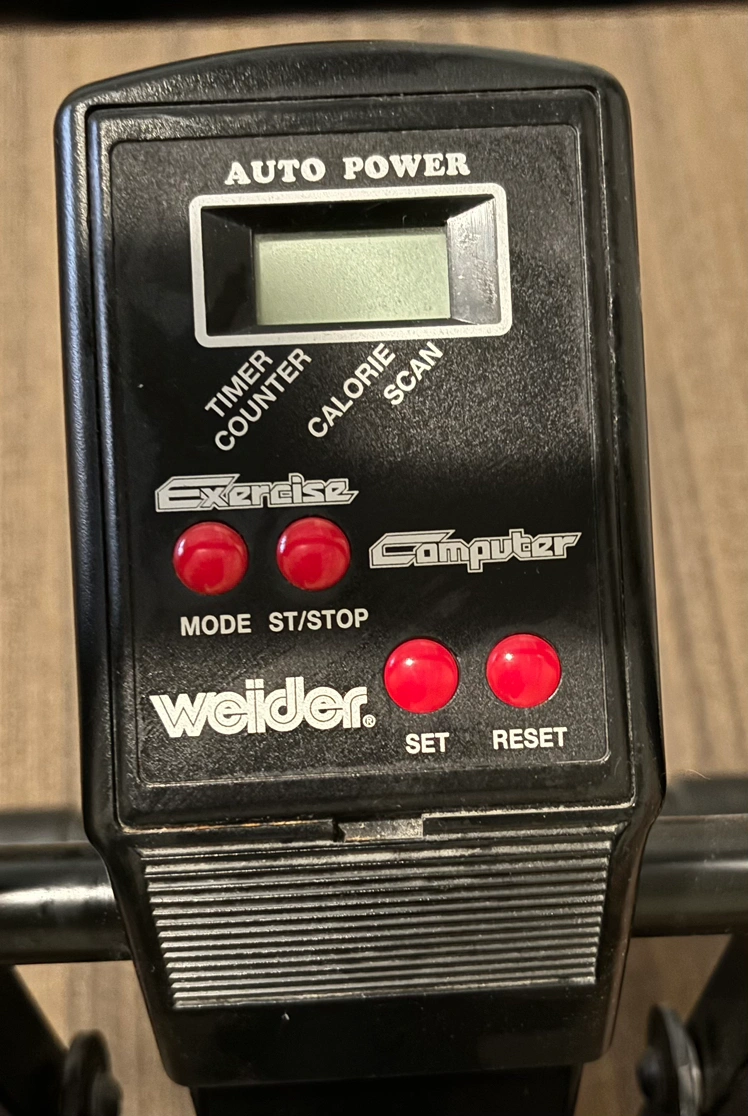 AUTO POWER
TIMER
COUNTER
CALORIE
SCAN
Exercise
Computer
MODE ST/STOP
weider®
SET RESET